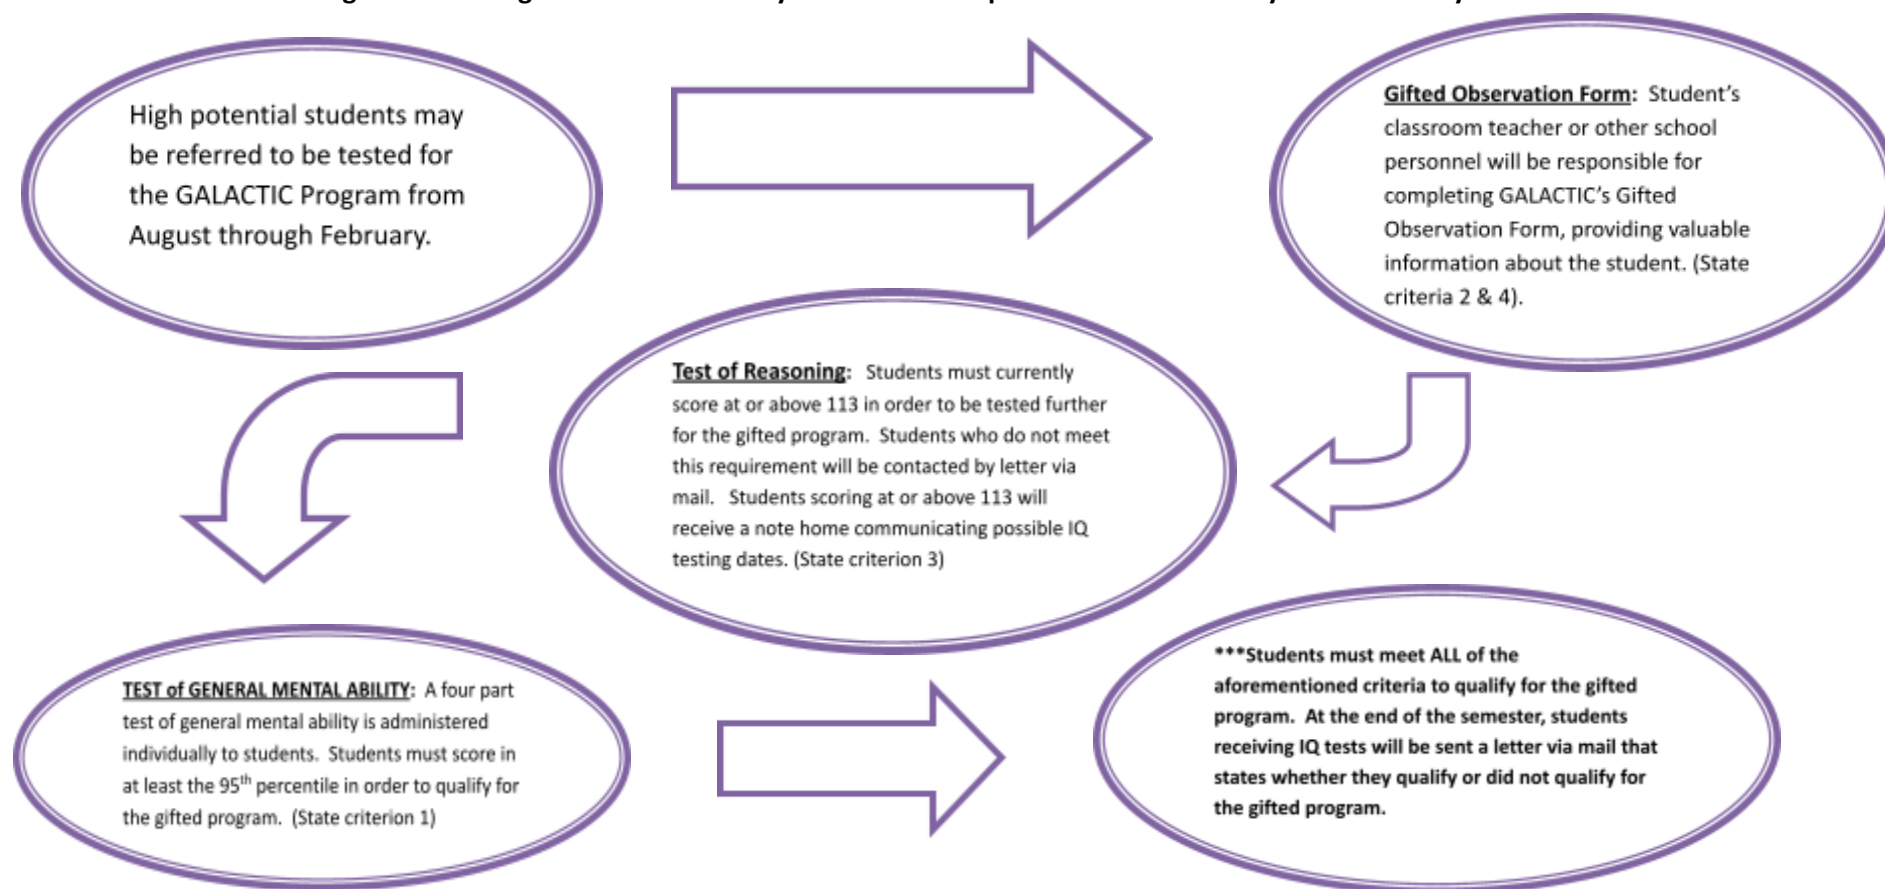 High potential students may
be referred to be tested for
the GALACTIC Program from
August through February.
Gifted Observation Form: Student's
classroom teacher or other school
personnel will be responsible for
completing GALACTIC's Gifted
Observation Form, providing valuable
information about the student. (State
criteria 2 & 4).
Test of Reasoning: Students must currently
score at or above 113 in order to be tested further
for the gifted program. Students who do not meet
this requirement will be contacted by letter via
mail. Students scoring at or above 113 will
receive a note home communicating possible IQ
testing dates. (State criterion 3)
TEST of GENERAL MENTAL ABILITY: A four part
test of general mental ability is administered
individually to students. Students must score in
at least the 95th percentile in order to qualify for
the gifted program. (State criterion 1)
***Students must meet ALL of the
aforementioned criteria to qualify for the gifted
program. At the end of the semester, students
receiving IQ tests will be sent a letter via mail that
states whether they qualify or did not qualify for
the gifted program.